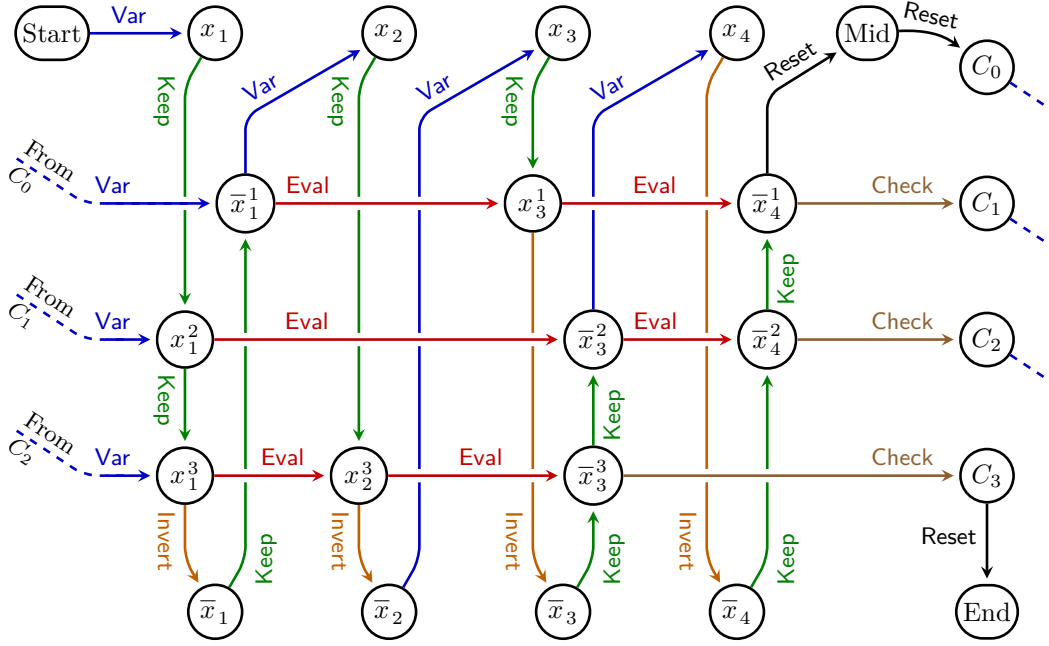 Start Var x₁ x₂ x₃ x₄ Mid Reset C₀
Keep Var Keep Var Keep Var Reset
From C₀ Var x̅₁¹ Eval x₃¹ Eval x̅₄¹ Check C₁
Keep
From C₁ Var x₁² Eval x̅₃² Eval x̅₄² Check C₂
Keep Keep
From C₂ Var x₁³ Eval x₂³ Eval x̅₃³ Check C₃
Invert Keep Invert Invert Keep Invert Keep Reset
x̅₁ x̅₂ x̅₃ x̅₄ End